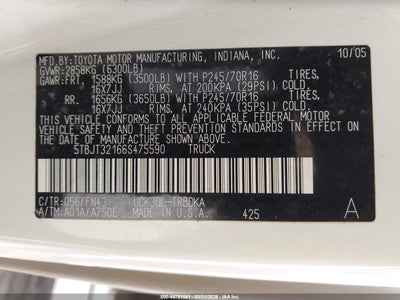 MFD.BY:TOYOTA MOTOR MANUFACTURING, INDIANA, INC. 10/05
GVWR:2858KG (6300LB)
GAWR:FRT. 1588KG (3500LB) WITH P245/70R16 TIRES,
16X7JJ RIMS, AT 200KPA (29PSI) COLD.
RR. 1656KG (3650LB) WITH P245/70R16 TIRES,
16X7JJ RIMS, AT 240KPA (35PSI) COLD.
THIS VEHICLE CONFORMS TO ALL APPLICABLE FEDERAL MOTOR
VEHICLE SAFETY STANDARDS IN EFFECT ON THE DATE OF
MANUFACTURE SHOWN ABOVE.
5TBJT32166S475590 TRUCK
C/TR:056/FN43 UCK30L-TRBDKA
A/TM:A01A/A750E MADE IN U.S.A. 425 A